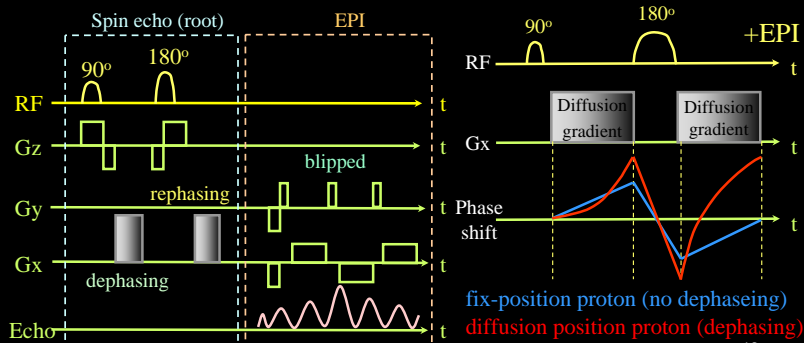 Spin echo (root)
EPI
90°
180°
RF
t
Gz
t
blipped
rephasing
Gy
t
Gx
t
dephasing
Echo
t
90°
180°
+EPI
RF
t
Diffusion
gradient
Diffusion
gradient
Gx
t
Phase
shift
t
fix-position proton (no dephaseing)
diffusion position proton (dephasing)